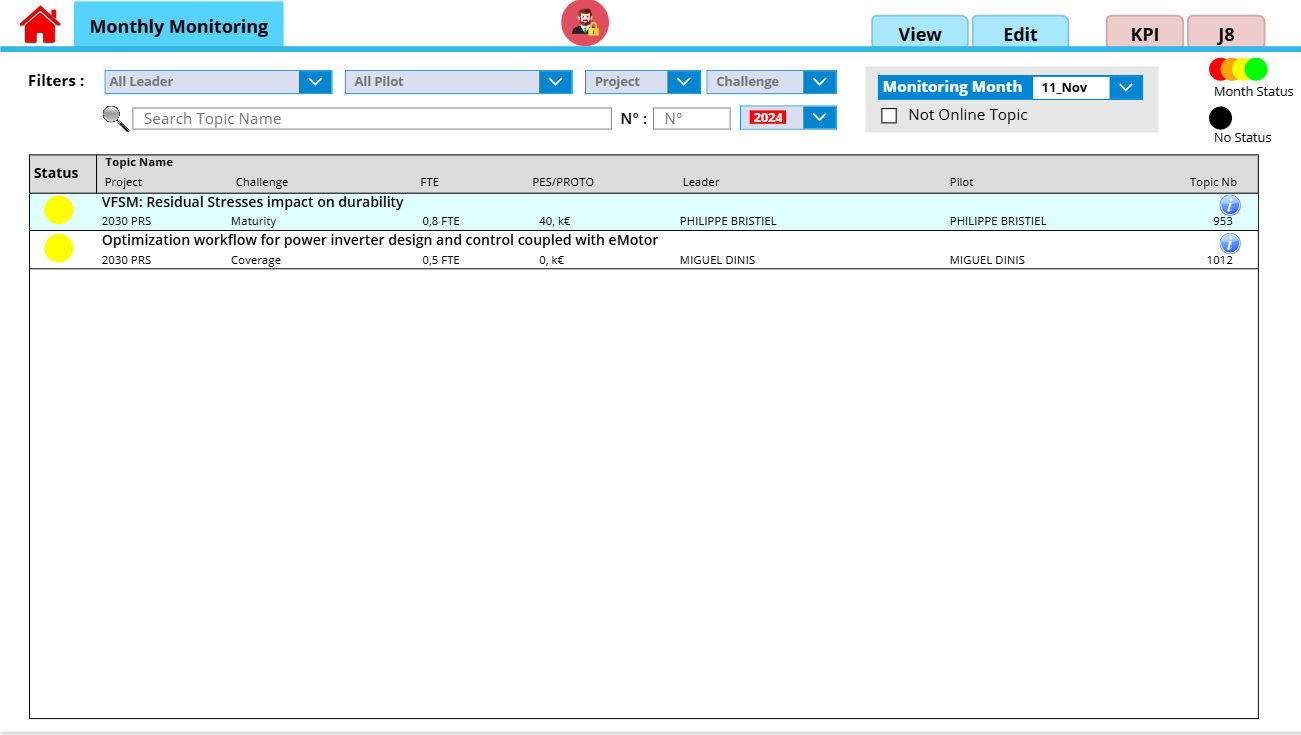 Monthly Monitoring
View Edit KPI J8
Filters : All Leader All Pilot Project Challenge
Monitoring Month 11_Nov
Month Status
Search Topic Name N° : N° 2024
Not Online Topic
No Status
Status Topic Name
Project Challenge FTE PES/PROTO Leader Pilot Topic Nb
VFSM: Residual Stresses impact on durability
2030 PRS Maturity 0,8 FTE 40, k€ PHILIPPE BRISTIEL PHILIPPE BRISTIEL 953
Optimization workflow for power inverter design and control coupled with eMotor
2030 PRS Coverage 0,5 FTE 0, k€ MIGUEL DINIS MIGUEL DINIS 1012